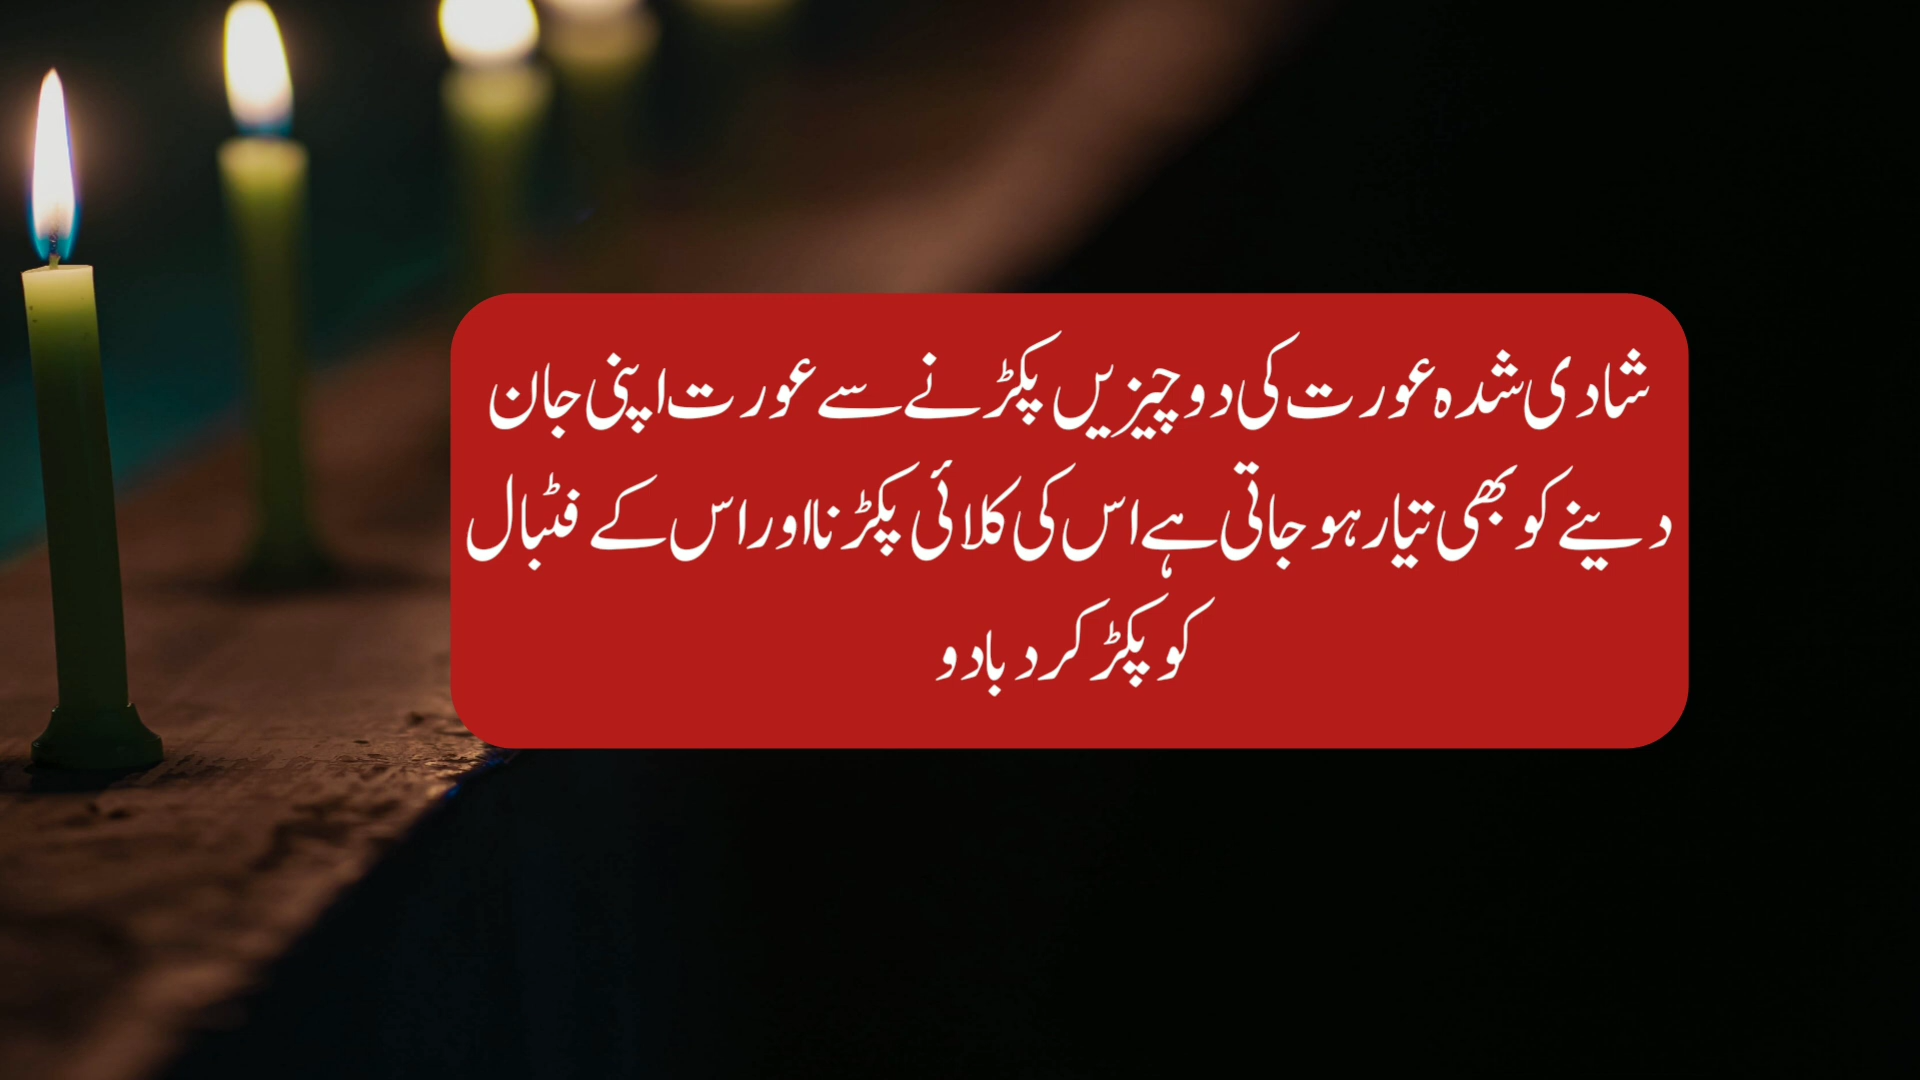 شادی شدہ عورت کی دو چیزیں پکڑنے سے عورت اپنی جان
دینے کو بھی تیار ہو جاتی ہے اس کی کلائی پکڑنا اور اس کے فٹبال
کو پکڑ کر دبا دو